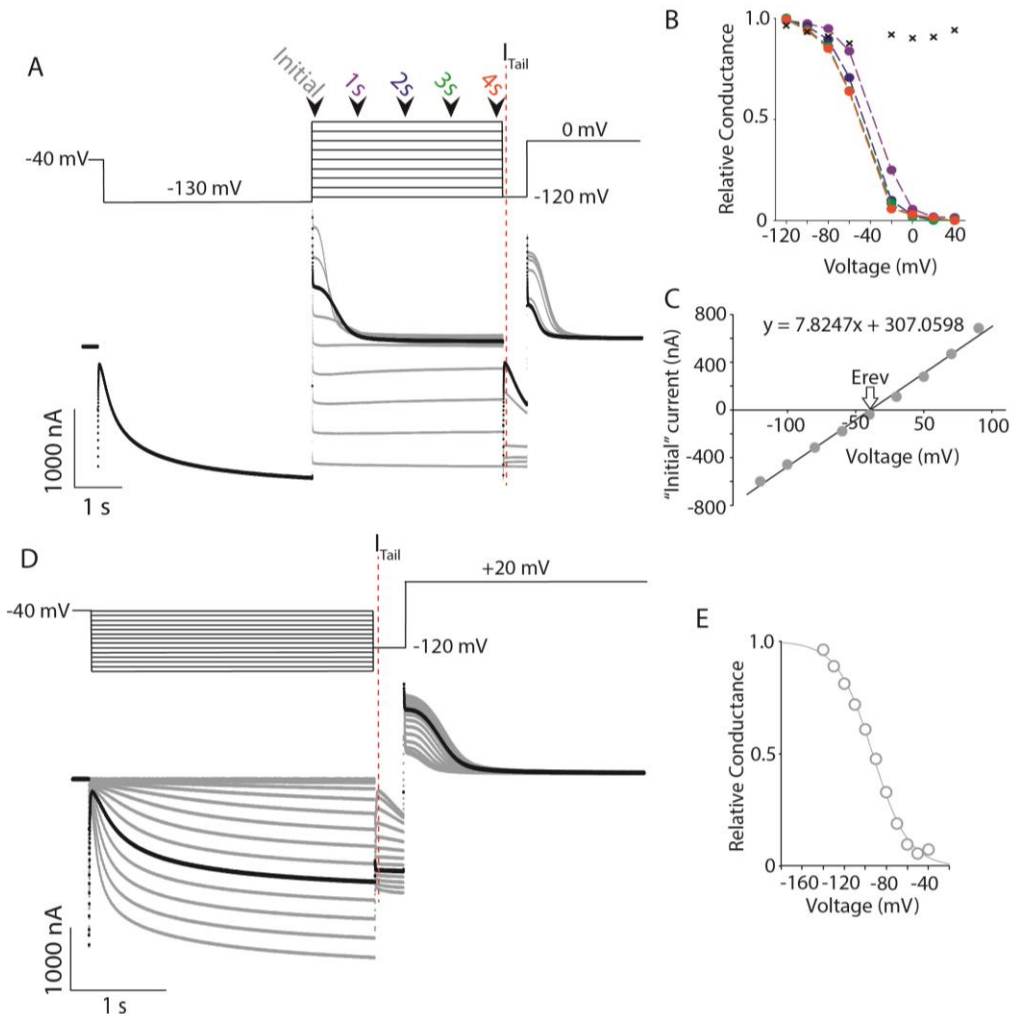 A
Initial 1s 2s 3s 4s
I Tail
-40 mV
-130 mV
0 mV
-120 mV
1000 nA
1 s
B
Relative Conductance
1.0
0.5
0
-120 -80 -40 0 40
Voltage (mV)
C
"Initial" current (nA)
800
400
0
-400
-800
y = 7.8247x + 307.0598
Erev
-100 -50 50 100
Voltage (mV)
D
I Tail
-40 mV
+20 mV
-120 mV
1000 nA
1 s
E
Relative Conductance
1.0
0.5
0
-160 -120 -80 -40
Voltage (mV)